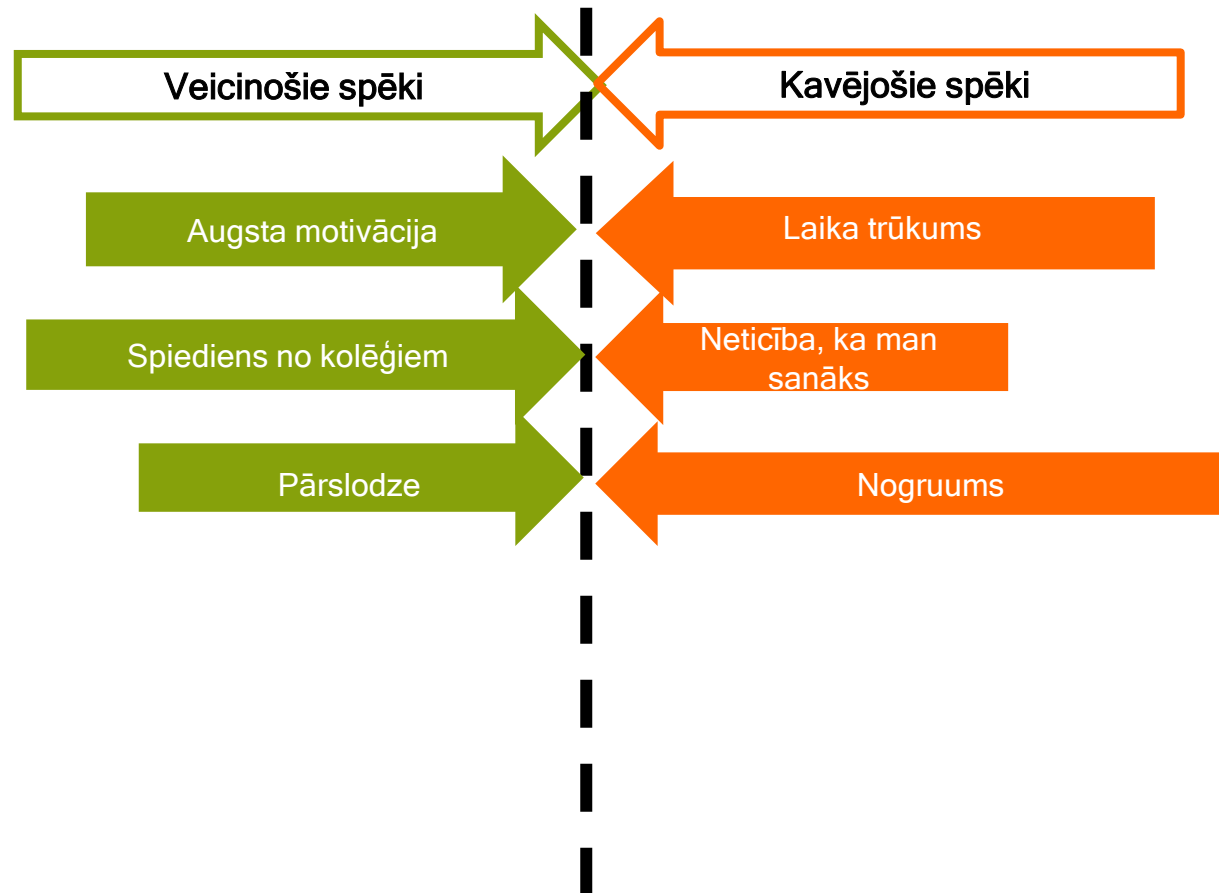 Veicinošie spēki
Kavējošie spēki
Augsta motivācija
Laika trūkums
Spiediens no kolēģiem
Neticība, ka man
sanāks
Pārslodze
Nogruums